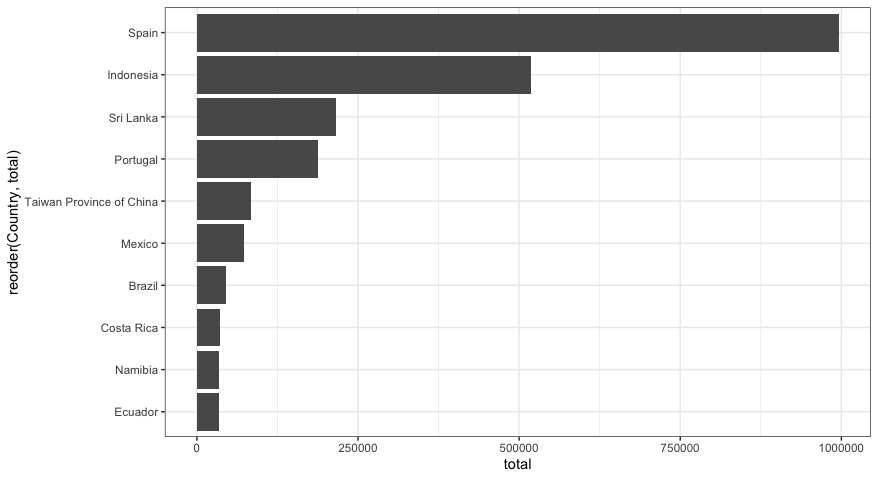 Spain
Indonesia
Sri Lanka
Portugal
Taiwan Province of China
Mexico
Brazil
Costa Rica
Namibia
Ecuador
reorder(Country, total)
0 250000 500000 750000 1000000
total